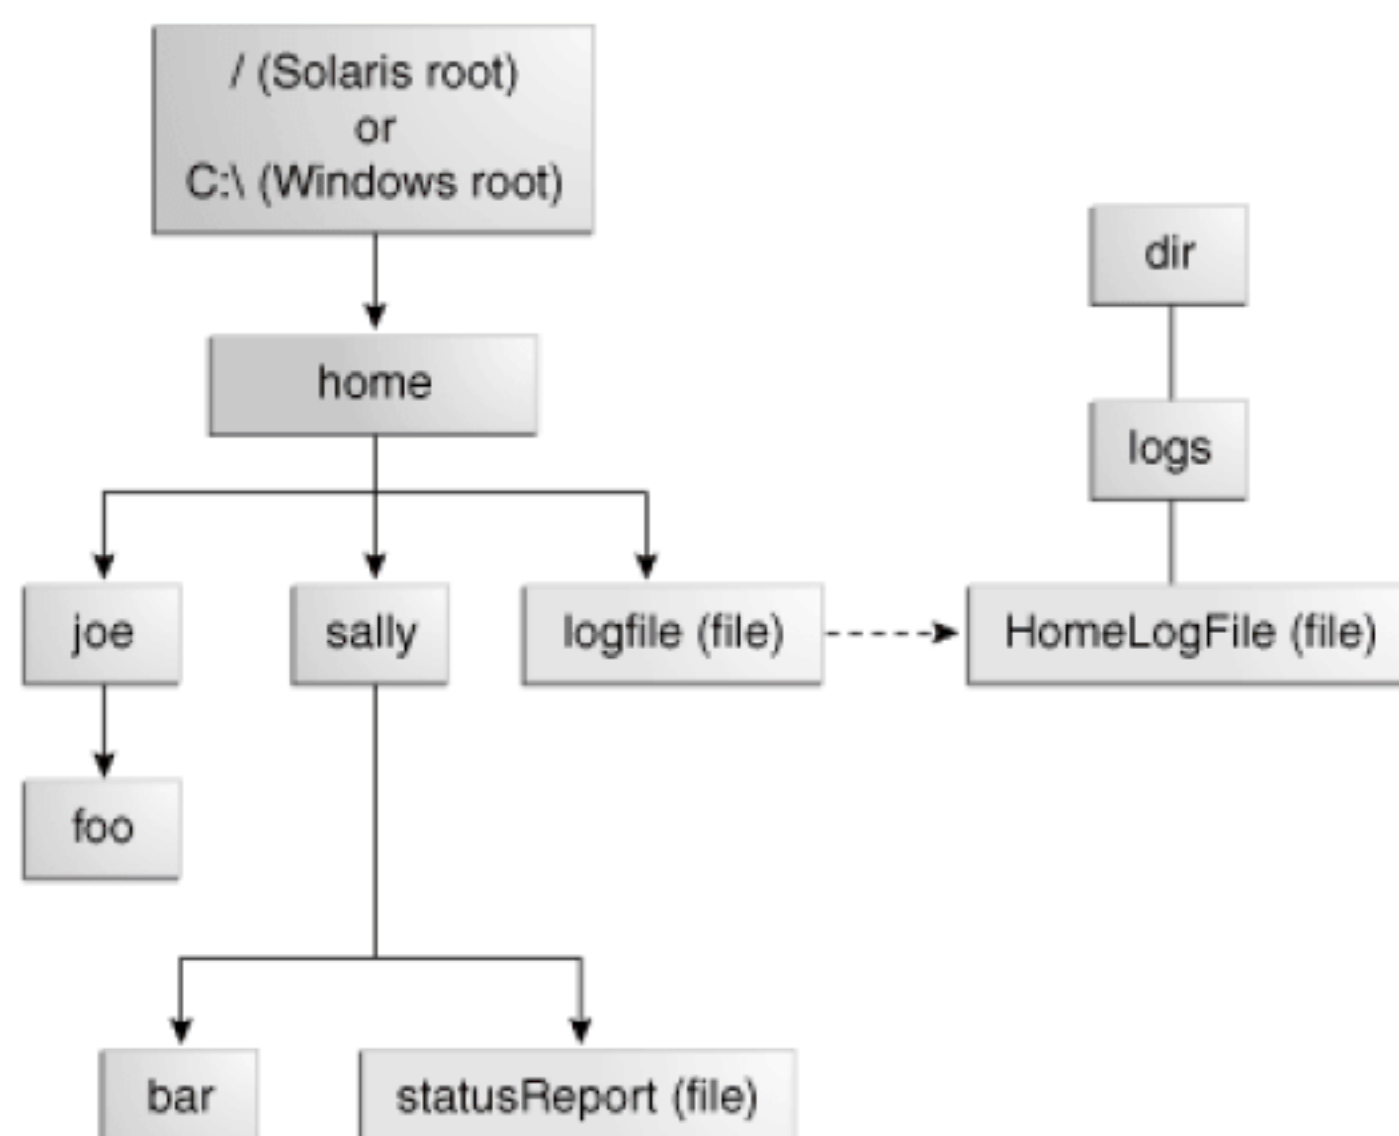 / (Solaris root)
or
C:\ (Windows root)
dir
home
logs
joe
sally
logfile (file)
HomeLogFile (file)
foo
bar
statusReport (file)